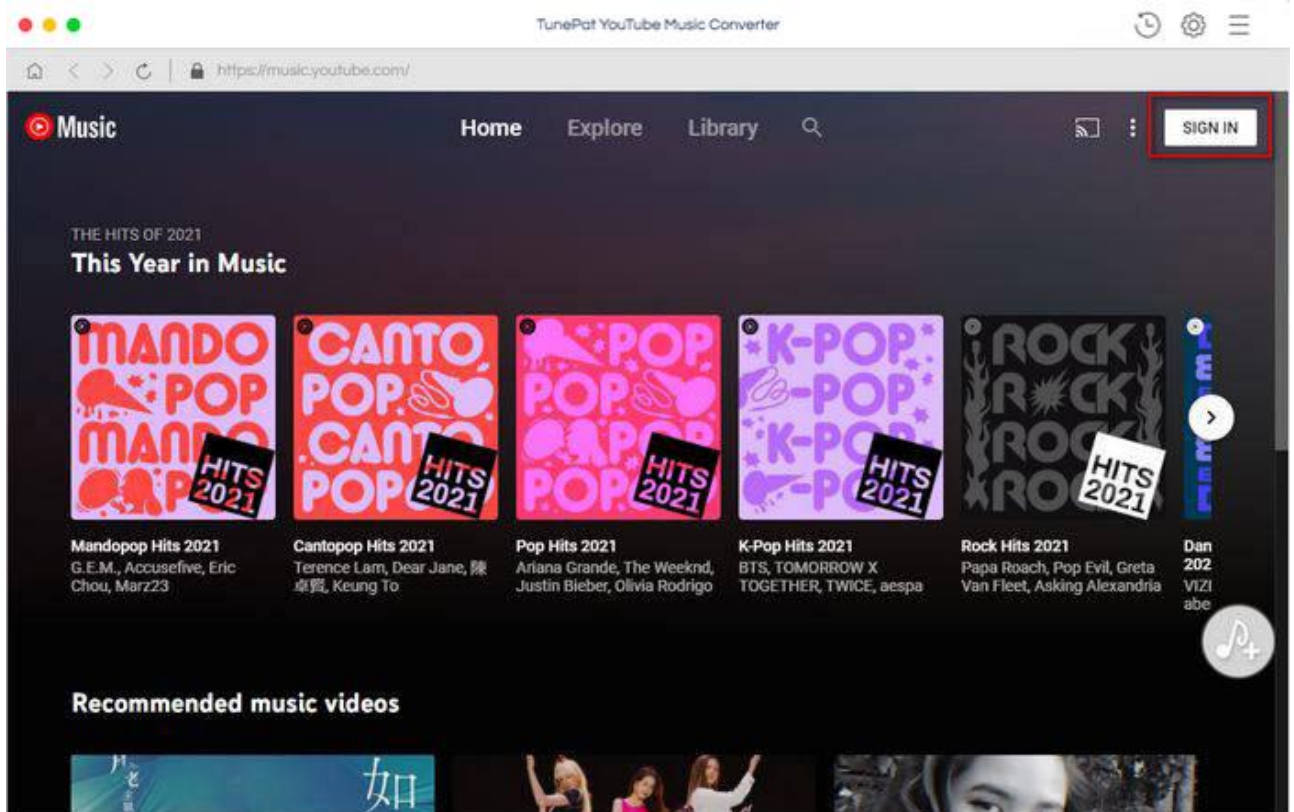 TunePat YouTube Music Converter
https://music.youtube.com/
Music
Home Explore Library
SIGN IN
THE HITS OF 2021
This Year in Music
MANDO
POP
MANDO
POP
HITS
2021
CANTO
POP
CANTO
POP
HITS
2021
POP
POP
POP
POP
HITS
2021
K-POP
K-POP
K-POP
K-POP
HITS
2021
ROCK
ROCK
ROCK
ROCK
HITS
2021
Mandopop Hits 2021
G.E.M., Accusefive, Eric
Chou, Marz23
Cantopop Hits 2021
Terence Lam, Dear Jane, 陳
卓賢, Keung To
Pop Hits 2021
Ariana Grande, The Weeknd,
Justin Bieber, Olivia Rodrigo
K-Pop Hits 2021
BTS, TOMORROW X
TOGETHER, TWICE, aespa
Rock Hits 2021
Papa Roach, Pop Evil, Greta
Van Fleet, Asking Alexandria
Dan
202
VIZI
abe
Recommended music videos
如